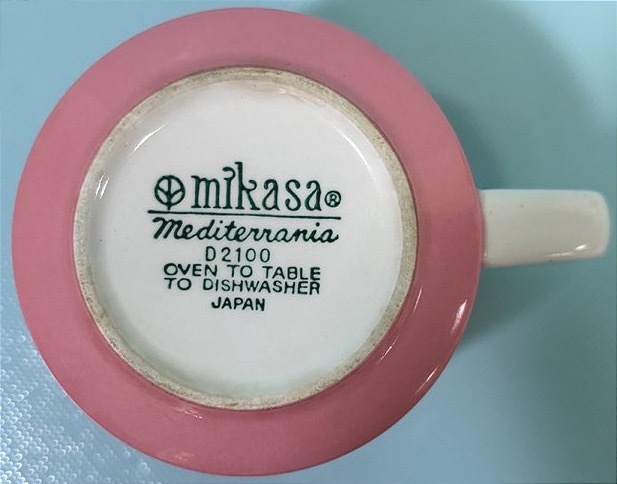 mikasa®
Mediterrania
D2100
OVEN TO TABLE
TO DISHWASHER
JAPAN